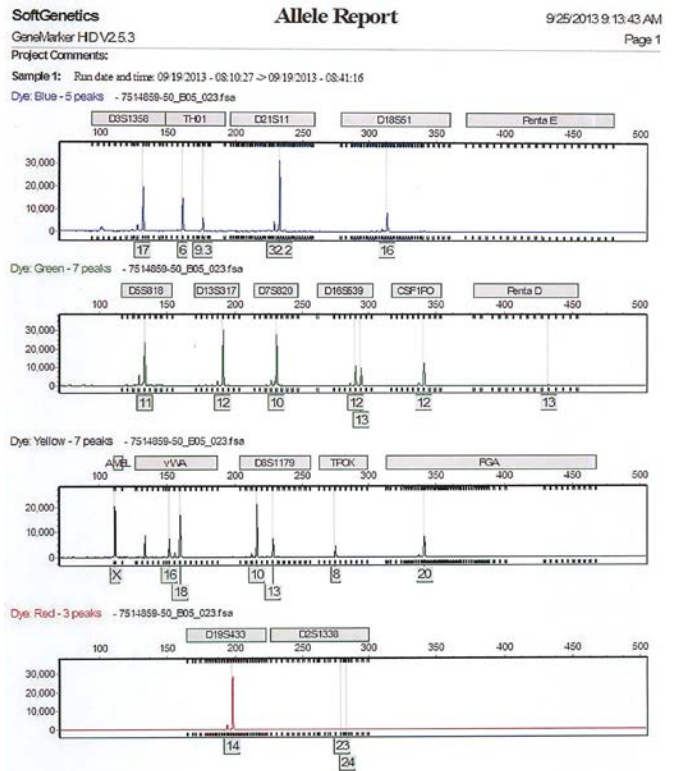 SoftGenetics Allele Report 9/25/2013 9:13:43 AM
GeneMarker HID V2.5.3 Page 1
Project Comments:
Sample 1: Run date and time: 09/19/2013 - 08:10:27 -> 09/19/2013 - 08:41:16
Dye: Blue - 5 peaks - 7514859-50_B05_023.fsa
D3S1358 TH01 D21S11 D18S51 Penta E
100 150 200 250 300 350 400 450 500
30,000
20,000
10,000
0
17 6 9.3 32.2 16
Dye: Green - 7 peaks - 7514859-50_B05_023.fsa
D5S818 D13S317 D7S820 D16S539 CSF1PO Penta D
100 150 200 250 300 350 400 450 500
30,000
20,000
10,000
0
11 12 10 12 12 13
13
Dye: Yellow - 7 peaks - 7514859-50_B05_023.fsa
AMEL vWA D8S1179 TPOX FGA
100 150 200 250 300 350 400 450 500
20,000
10,000
0
X 16 10 8 20
18 13
Dye: Red - 3 peaks - 7514859-50_B05_023.fsa
D19S433 D2S1338
100 150 200 250 300 350 400 450 500
30,000
20,000
10,000
0
14 23
24